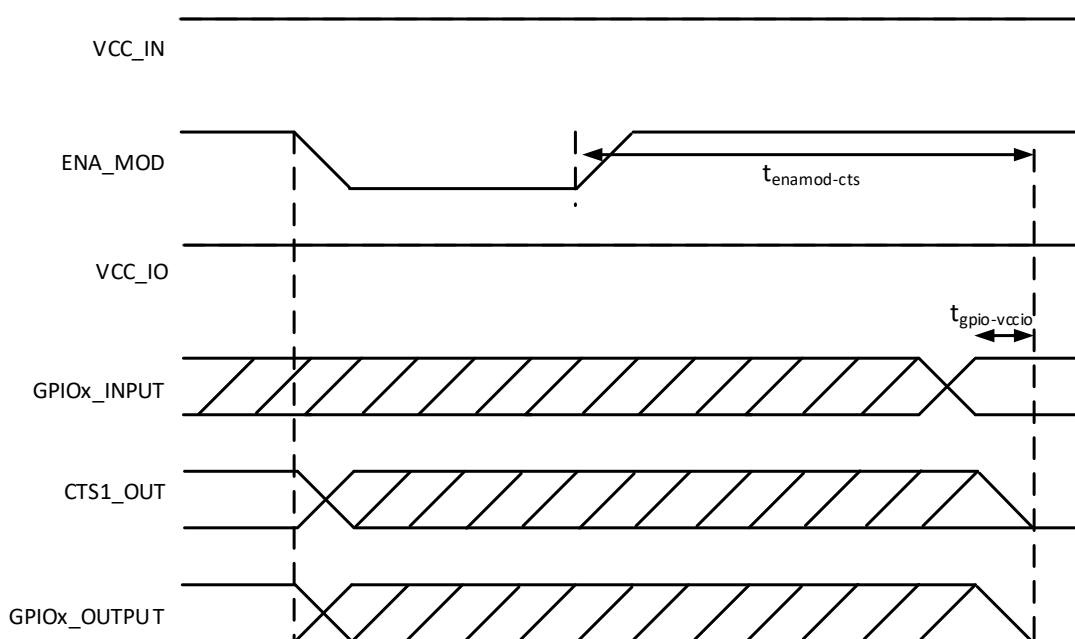 VCC_IN
ENA_MOD
tenamod-cts
VCC_IO
tgpio-vccio
GPIOx_INPUT
CTS1_OUT
GPIOx_OUTPUT